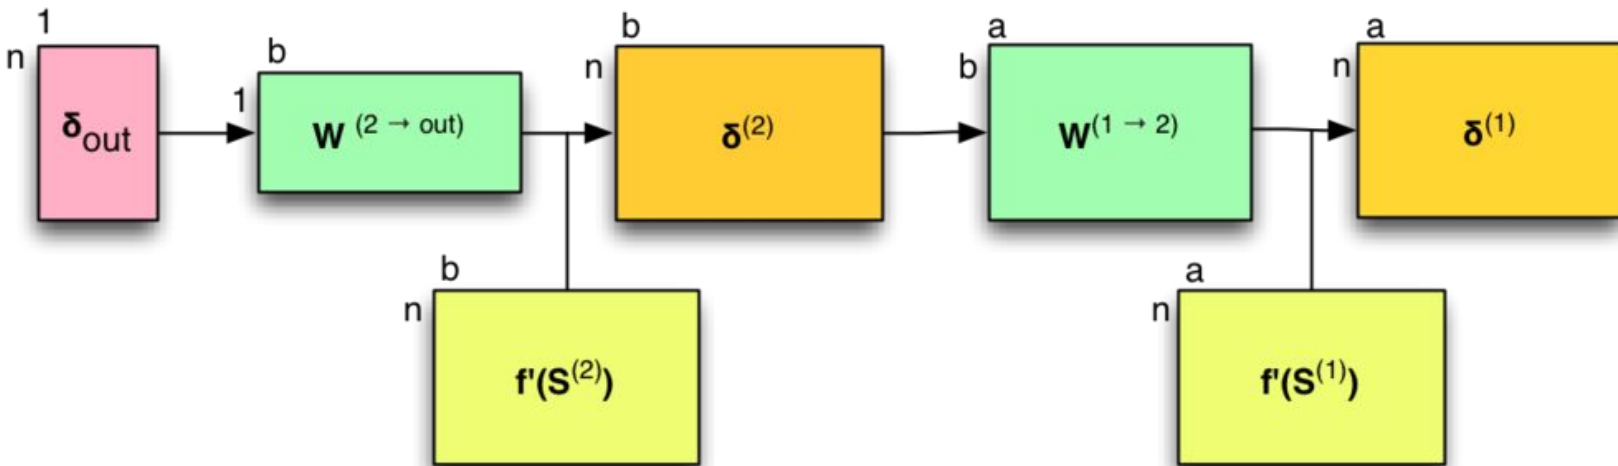 1
n
δout
b
1
W (2 → out)
b
n
δ(2)
a
b
W(1 → 2)
a
n
δ(1)
b
n
f'(S(2))
a
n
f'(S(1))